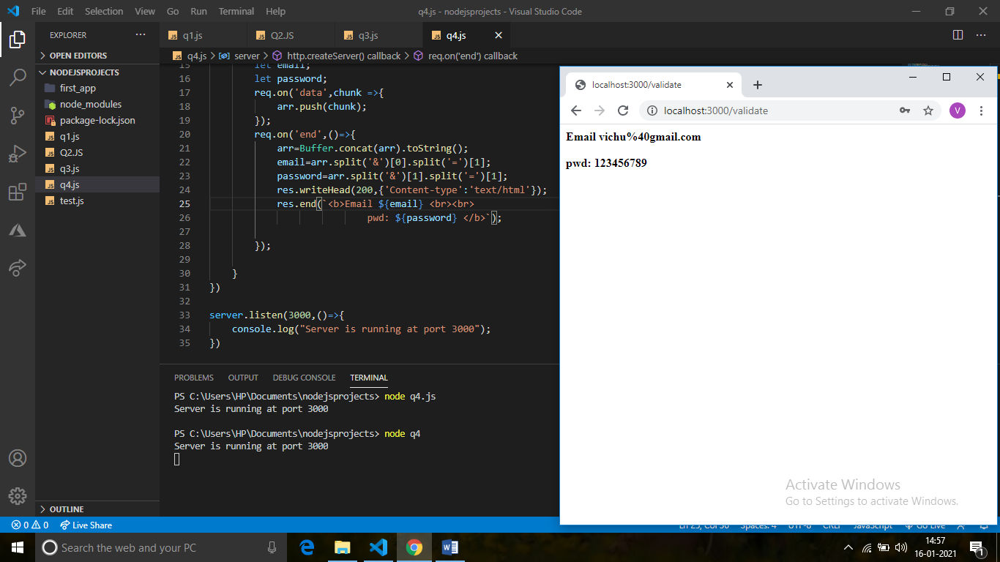 File Edit Selection View Go Run Terminal Help
q4.js - nodejsprojects - Visual Studio Code
EXPLORER
OPEN EDITORS
NODEJSPROJECTS
first_app
node_modules
package-lock.json
q1.js
Q2.JS
q3.js
q4.js
test.js
OUTLINE
q1.js
Q2.JS
q3.js
q4.js
q4.js > server > http.createServer() callback > req.on('end') callback
15 let email;
16 let password;
17 req.on('data',chunk =>{
18 arr.push(chunk);
19 });
20 req.on('end',()=>{
21 arr=Buffer.concat(arr).toString();
22 email=arr.split('&')[0].split('=')[1];
23 password=arr.split('&')[1].split('=')[1];
24 res.writeHead(200,{'Content-type':'text/html'});
25 res.end(`<b>Email ${email} <br><br>
26 pwd: ${password} </b>`);
27
28 });
29
30 }
31 })
32
33 server.listen(3000,()=>{
34 console.log("Server is running at port 3000");
35 })
PROBLEMS OUTPUT DEBUG CONSOLE TERMINAL
PS C:\Users\HP\Documents\nodejsprojects> node q4.js
Server is running at port 3000
PS C:\Users\HP\Documents\nodejsprojects> node q4
Server is running at port 3000
localhost:3000/validate
localhost:3000/validate
V
Email vichu%40gmail.com
pwd: 123456789
Activate Windows
Go to Settings to activate Windows.
0 0 Live Share
Spaces: 4 UTF-8 CRLF JavaScript Go Live
Search the web and your PC
14:57
16-01-2021
1